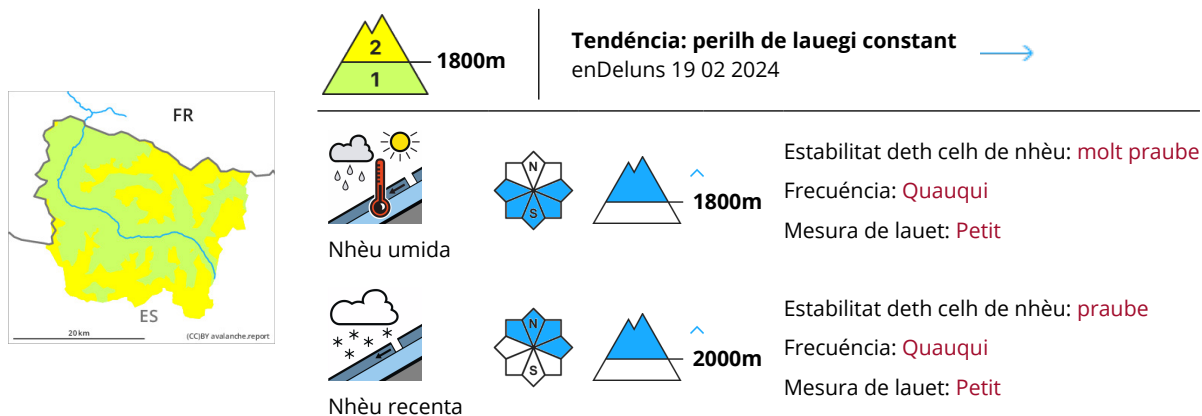 2
1
1800m
Tendéncia: perilh de lauegi constant
enDeluns 19 02 2024
FR
ES
20 km
(CC)BY avalanche.report
N
S
1800m
Nhèu umida
Estabilitat deth celh de nhèu: molt praube
Frecuéncia: Quauqui
Mesura de lauet: Petit
N
S
2000m
Nhèu recenta
Estabilitat deth celh de nhèu: praube
Frecuéncia: Quauqui
Mesura de lauet: Petit